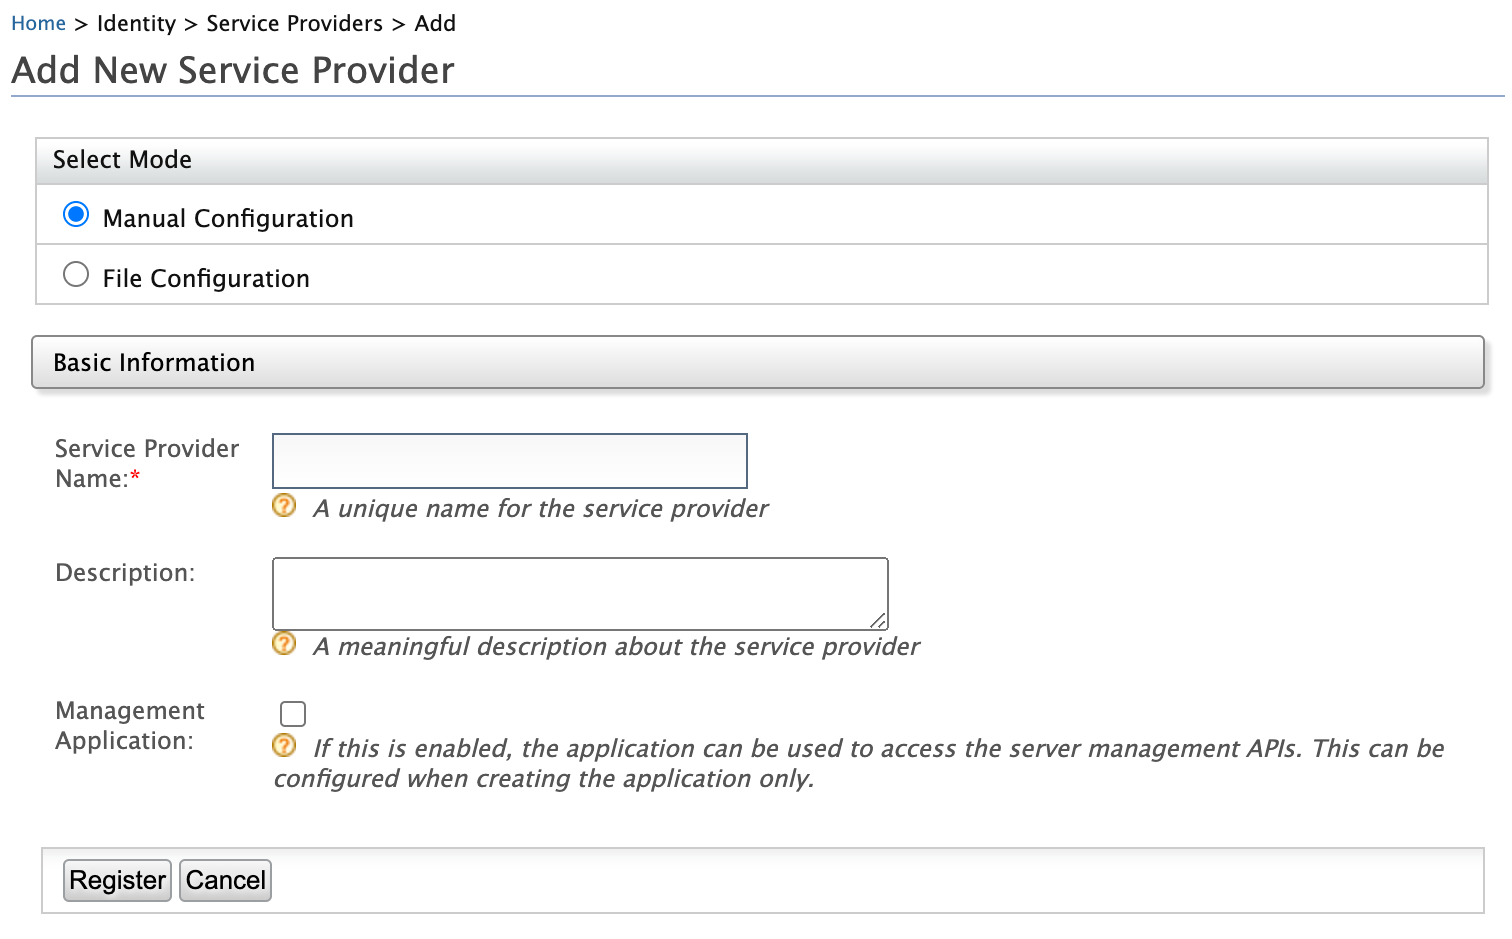 Home > Identity > Service Providers > Add
Add New Service Provider
Select Mode
Manual Configuration
File Configuration
Basic Information
Service Provider
Name:*
? A unique name for the service provider
Description:
? A meaningful description about the service provider
Management
Application:
? If this is enabled, the application can be used to access the server management APIs. This can be
configured when creating the application only.
Register Cancel